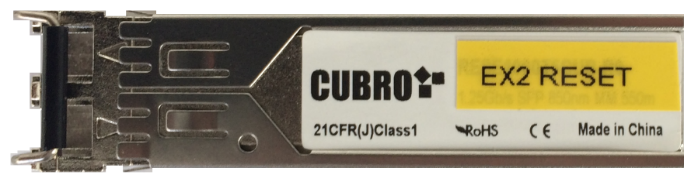 CUBRO
EX2 RESET
21CFR(J)Class1 RoHS CE Made in China